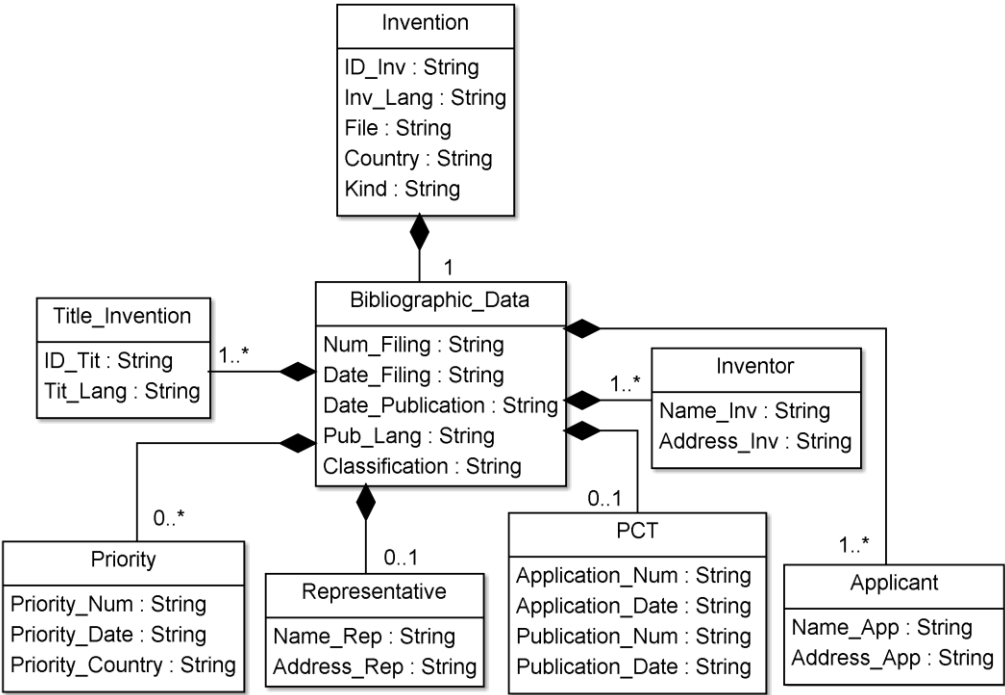 Invention
ID_Inv : String
Inv_Lang : String
File : String
Country : String
Kind : String
1
Bibliographic_Data
Num_Filing : String
Date_Filing : String
Date_Publication : String
Pub_Lang : String
Classification : String
Title_Invention
ID_Tit : String
Tit_Lang : String
1..*
Inventor
Name_Inv : String
Address_Inv : String
1..*
Priority
Priority_Num : String
Priority_Date : String
Priority_Country : String
0..*
Representative
Name_Rep : String
Address_Rep : String
0..1
PCT
Application_Num : String
Application_Date : String
Publication_Num : String
Publication_Date : String
0..1
Applicant
Name_App : String
Address_App : String
1..*